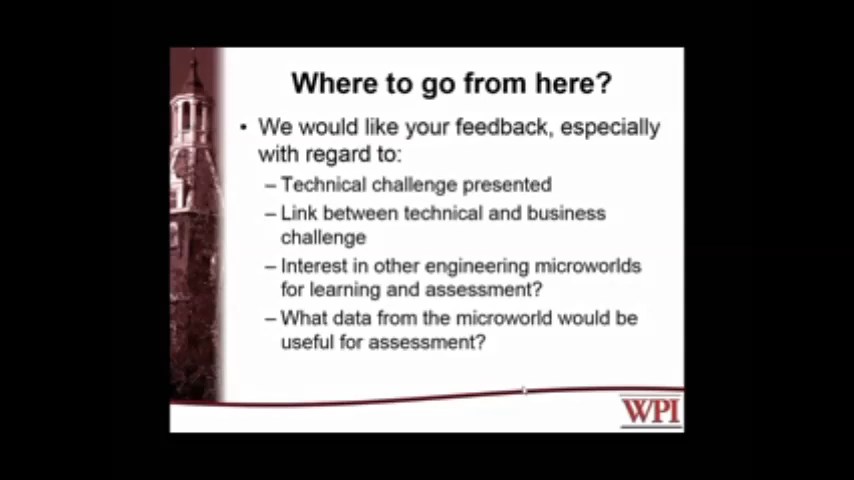 Where to go from here?
• We would like your feedback, especially
with regard to:
– Technical challenge presented
– Link between technical and business
challenge
– Interest in other engineering microworlds
for learning and assessment?
– What data from the microworld would be
useful for assessment?
WPI